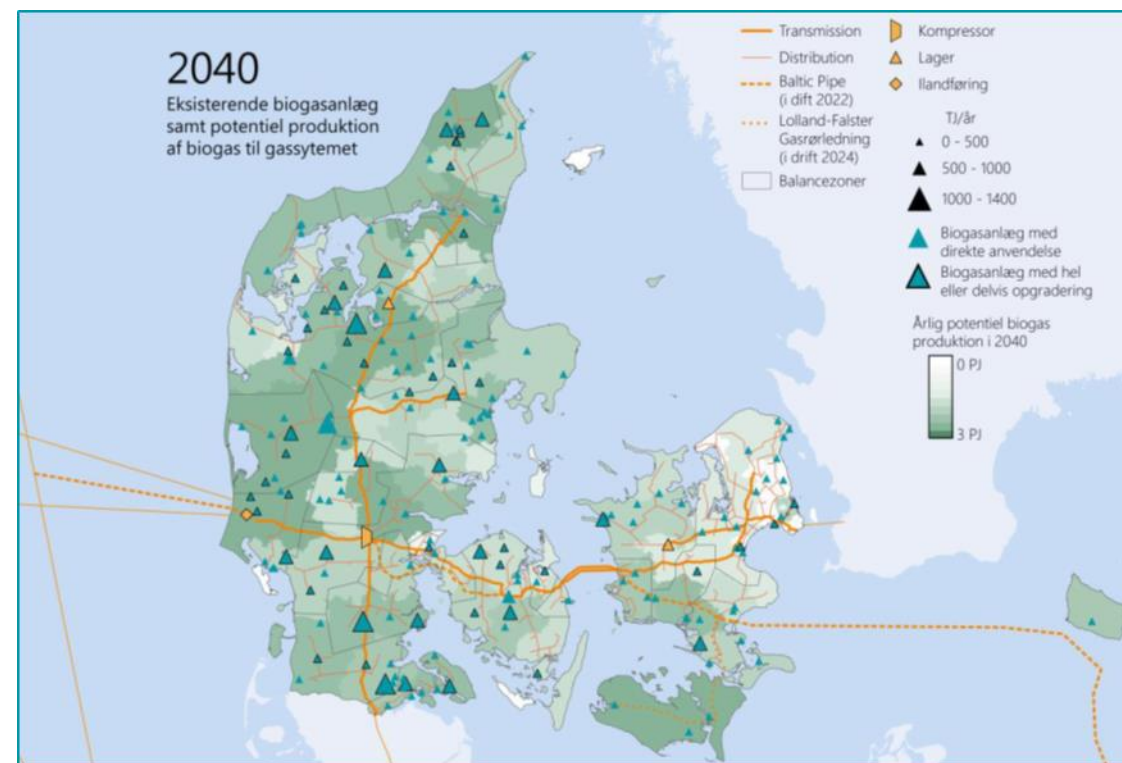 2040
Eksisterende biogasanlæg
samt potentiel produktion
af biogas til gassytemet
Transmission
Distribution
Baltic Pipe
(i dift 2022)
Lolland-Falster
Gasrørledning
(i drift 2024)
Balancezoner
Kompressor
Lager
Ilandføring
TJ/år
0 - 500
500 - 1000
1000 - 1400
Biogasanlæg med
direkte anvendelse
Biogasanlæg med hel
eller delvis opgradering
Årlig potentiel biogas
produktion i 2040
0 PJ
3 PJ